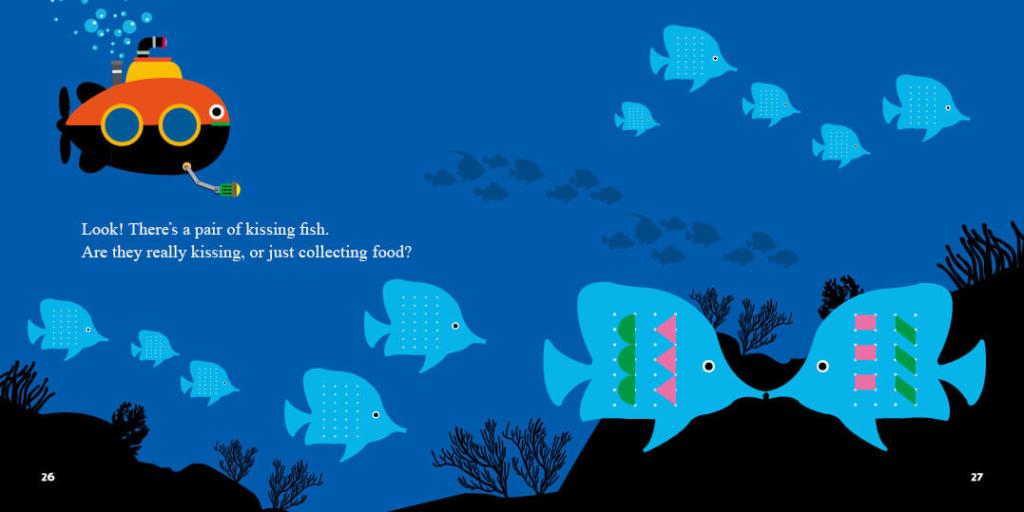 Look! There’s a pair of kissing fish.
Are they really kissing, or just collecting food?
26
27